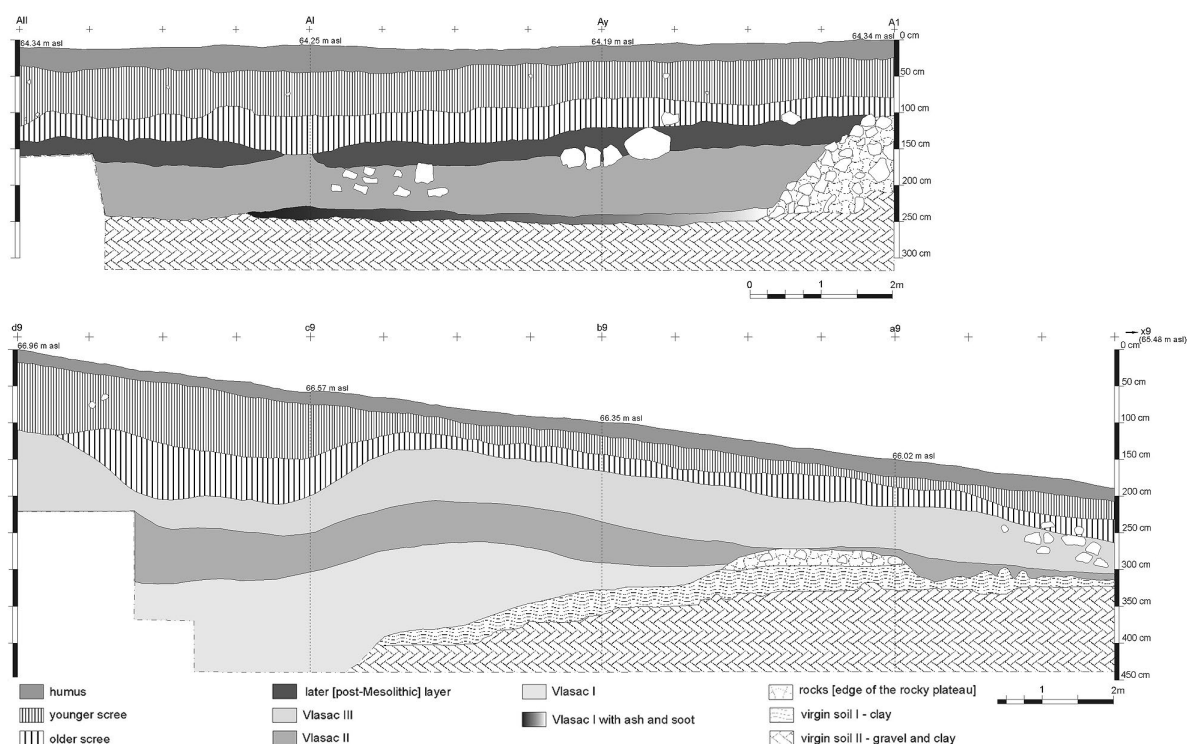 AII AI Ay A1
64.34 m asl 64.25 m asl 64.19 m asl 64.34 m asl 0 cm
50 cm
100 cm
150 cm
200 cm
250 cm
300 cm
0 1 2m
d9 c9 b9 a9 x9
66.96 m asl (65.48 m asl)
0 cm
66.57 m asl
50 cm
66.35 m asl
100 cm
66.02 m asl
150 cm
200 cm
250 cm
300 cm
350 cm
400 cm
450 cm
humus later [post-Mesolithic] layer Vlasac I rocks [edge of the rocky plateau]
1 2m
younger scree Vlasac III Vlasac I with ash and soot virgin soil I - clay
older scree Vlasac II virgin soil II - gravel and clay